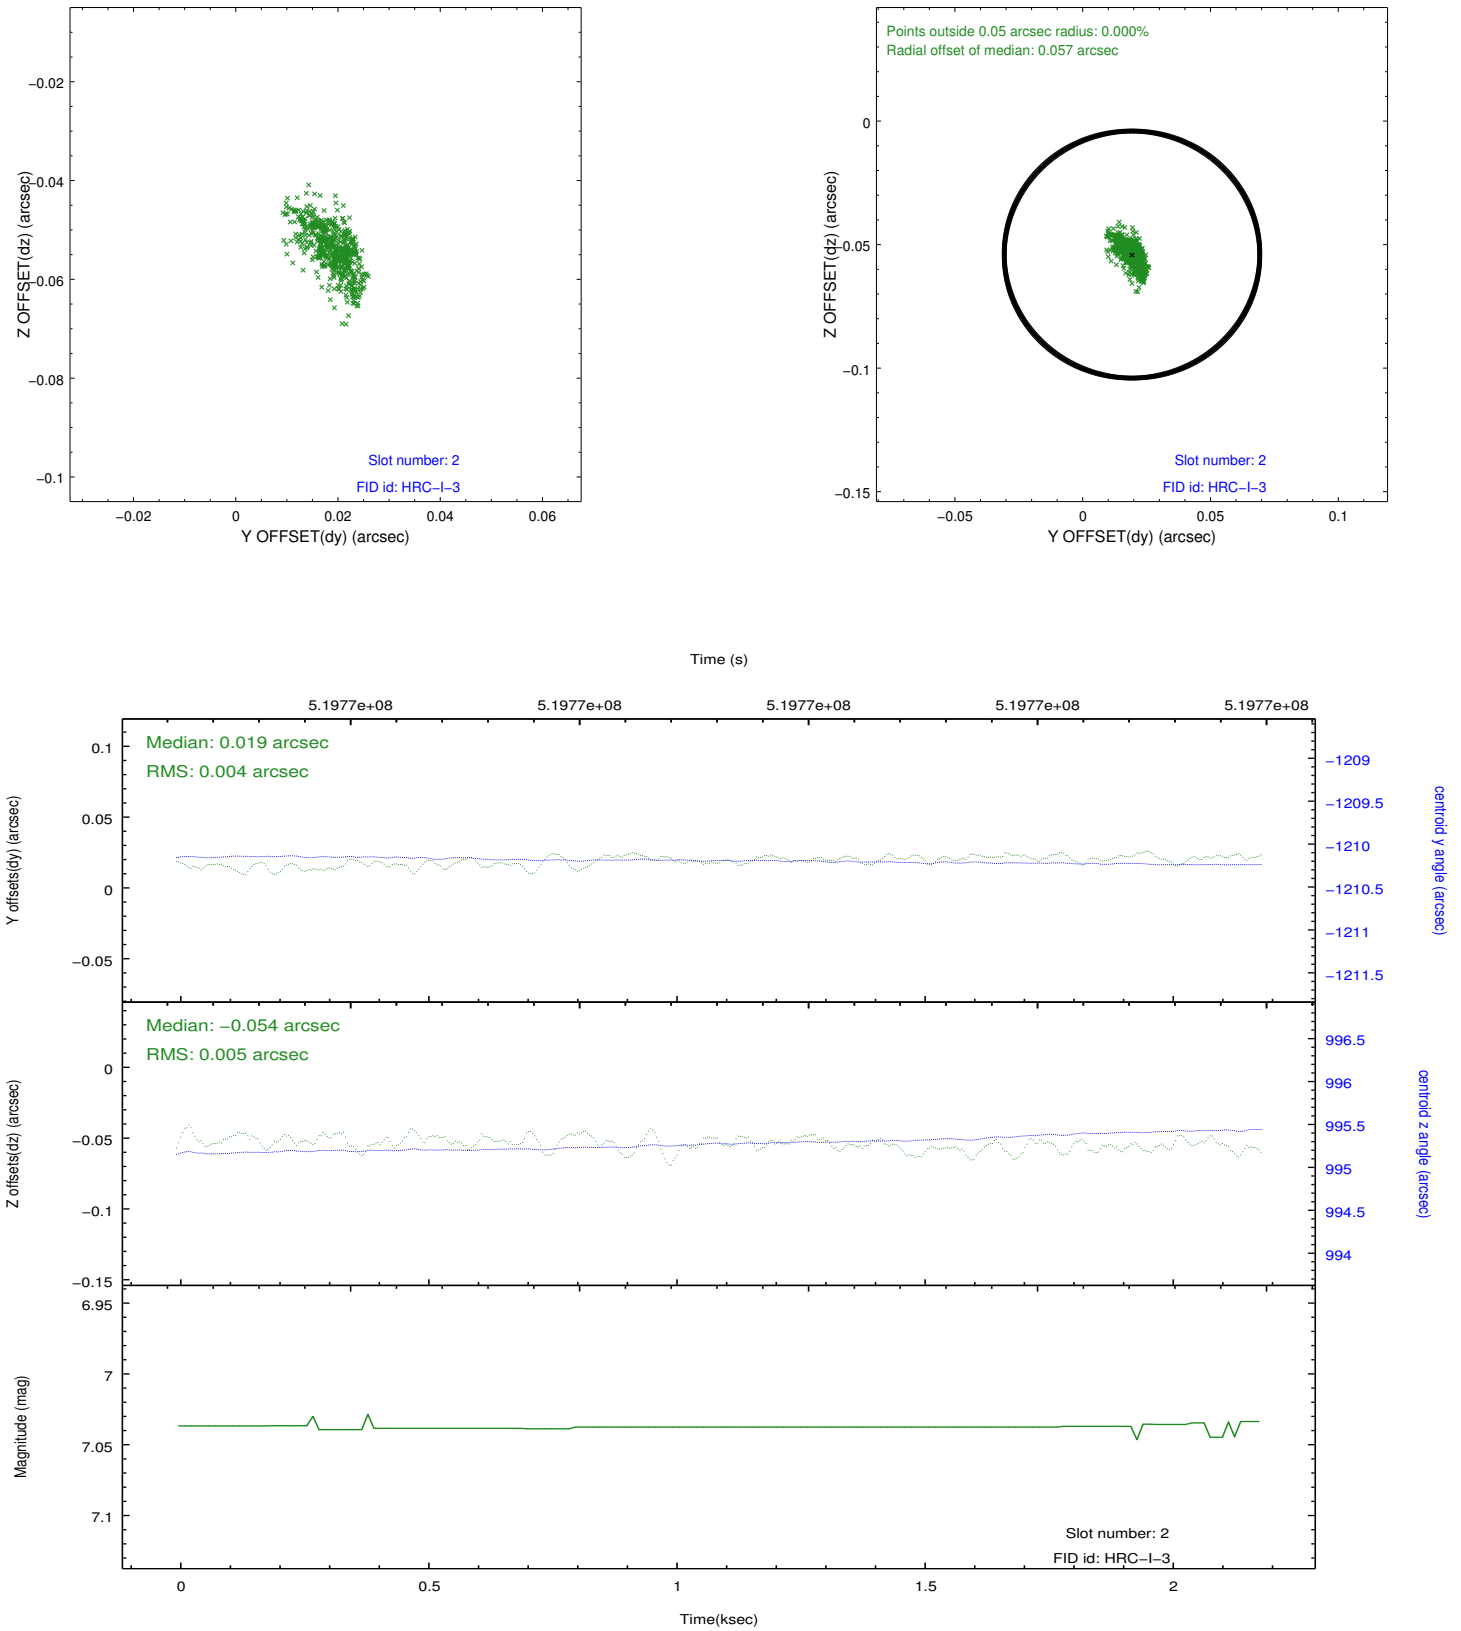 −0.02
−0.04
−0.06
−0.08
−0.1
Z OFFSET(dz) (arcsec)
Slot number: 2
FID id: HRC−I−3
−0.02
0
0.02
0.04
0.06
Y OFFSET(dy) (arcsec)
Points outside 0.05 arcsec radius: 0.000%
Radial offset of median: 0.057 arcsec
0
−0.05
−0.1
−0.15
Z OFFSET(dz) (arcsec)
Slot number: 2
FID id: HRC−I−3
−0.05
0
0.05
0.1
Y OFFSET(dy) (arcsec)
Time (s)
5.1977e+08
5.1977e+08
5.1977e+08
5.1977e+08
5.1977e+08
Median: 0.019 arcsec
RMS: 0.004 arcsec
0.1
0.05
0
−0.05
Y offsets(dy) (arcsec)
−1209
−1209.5
−1210
−1210.5
−1211
−1211.5
centroid y angle (arcsec)
Median: −0.054 arcsec
RMS: 0.005 arcsec
0
−0.05
−0.1
−0.15
Z offsets(dz) (arcsec)
996.5
996
995.5
995
994.5
994
centroid z angle (arcsec)
6.95
7
7.05
7.1
Magnitude (mag)
Slot number: 2
FID id: HRC−I−3
0
0.5
1
1.5
2
Time(ksec)